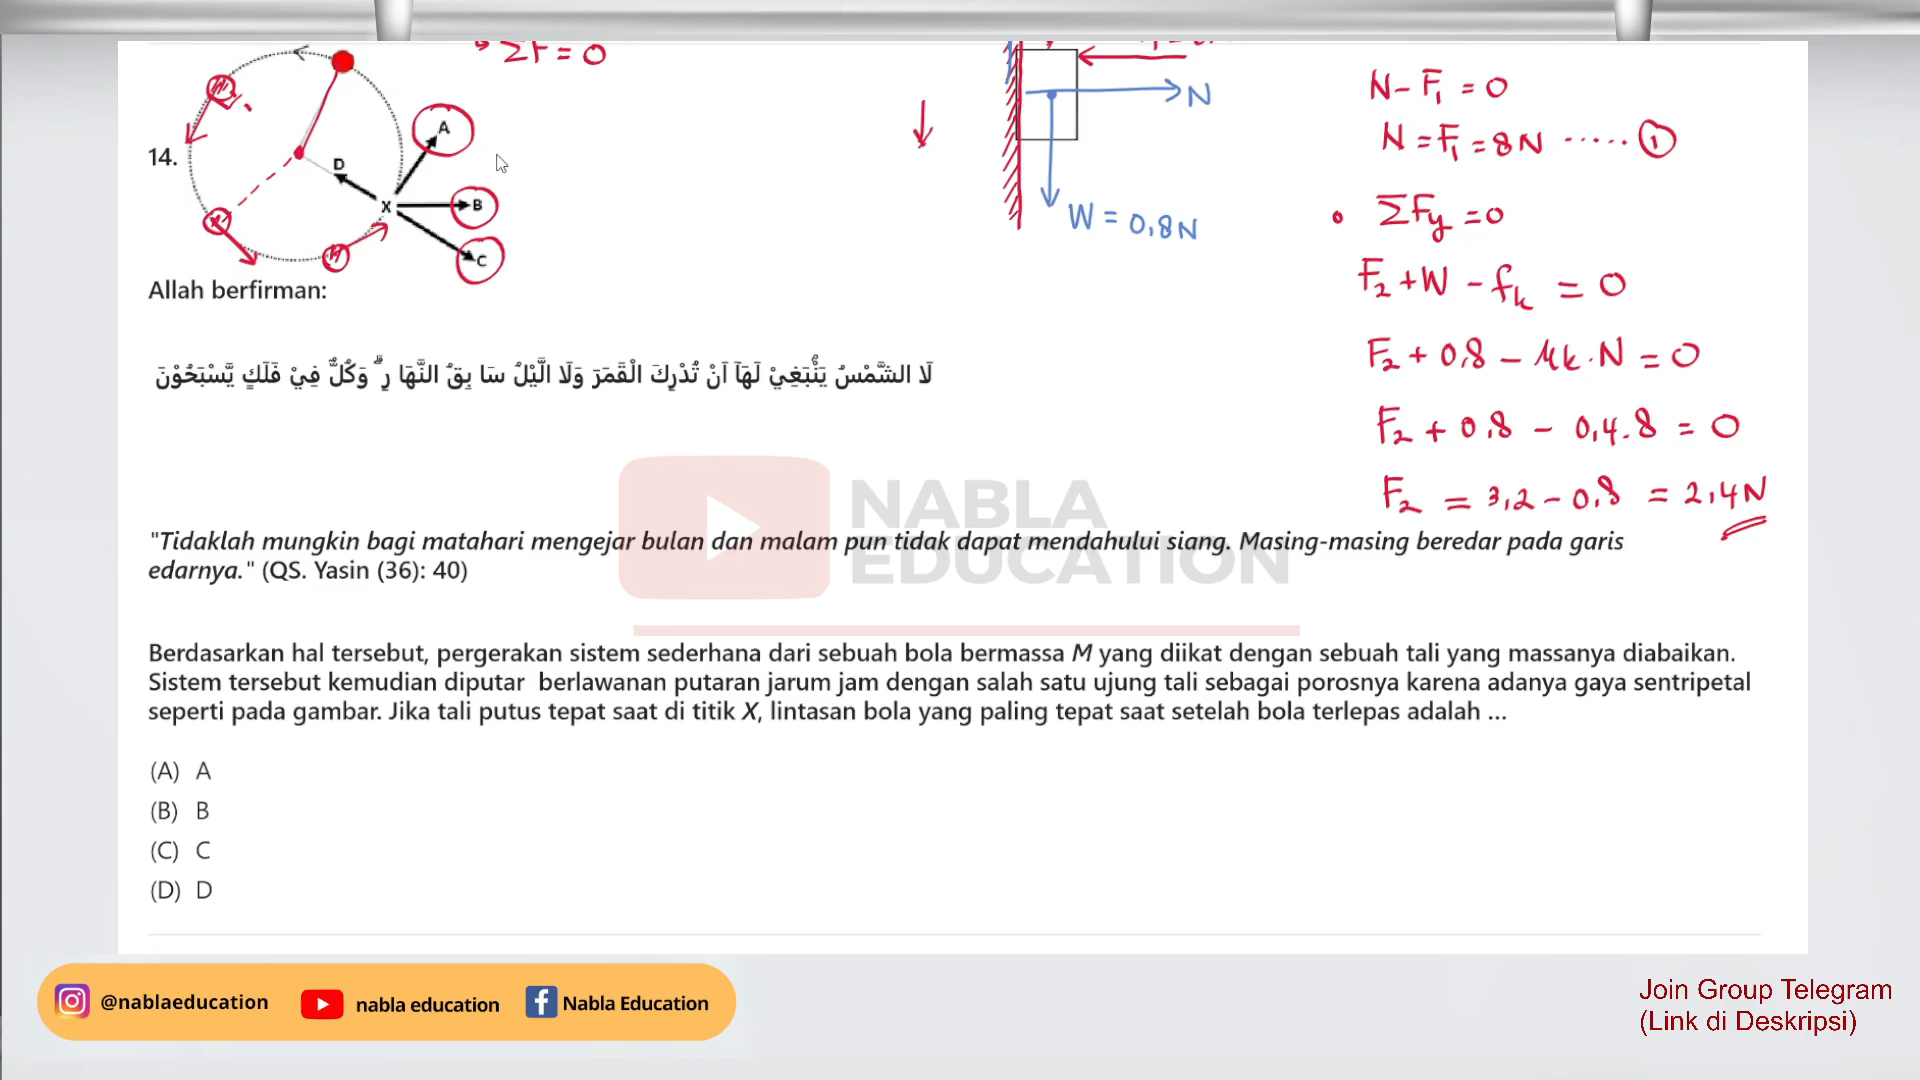 ΣF = 0
14.
A
B
C
D
X
N
W = 0,8N
N - F₁ = 0
N = F₁ = 8N ...... ①
• ΣFy = 0
F₂ + W - fk = 0
F₂ + 0,8 - μk . N = 0
F₂ + 0,8 - 0,4 . 8 = 0
F₂ = 3,2 - 0,8 = 2,4N
Allah berfirman:
لَا الشَّمْسُ يَنْۢبَغِيْ لَهَاۤ اَنْ تُدْرِكَ الْقَمَرَ وَلَا الَّيْلُ سَا بِقُ النَّهَا رِ ۗ وَكُلٌّ فِيْ فَلَكٍ يَّسْبَحُوْنَ
NABLA
EDUCATION
"Tidaklah mungkin bagi matahari mengejar bulan dan malam pun tidak dapat mendahului siang. Masing-masing beredar pada garis
edarnya." (QS. Yasin (36): 40)
Berdasarkan hal tersebut, pergerakan sistem sederhana dari sebuah bola bermassa M yang diikat dengan sebuah tali yang massanya diabaikan.
Sistem tersebut kemudian diputar berlawanan putaran jarum jam dengan salah satu ujung tali sebagai porosnya karena adanya gaya sentripetal
seperti pada gambar. Jika tali putus tepat saat di titik X, lintasan bola yang paling tepat saat setelah bola terlepas adalah ...
(A) A
(B) B
(C) C
(D) D
@nablaeducation
nabla education
Nabla Education
Join Group Telegram
(Link di Deskripsi)